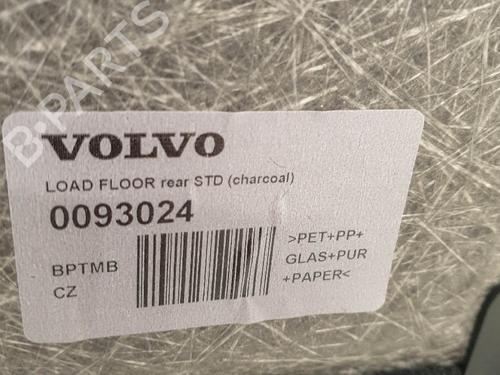 B-PARTS
VOLVO
LOAD FLOOR rear STD (charcoal)
0093024
BPTMB
CZ
>PET+PP+
GLAS+PUR
+PAPER<